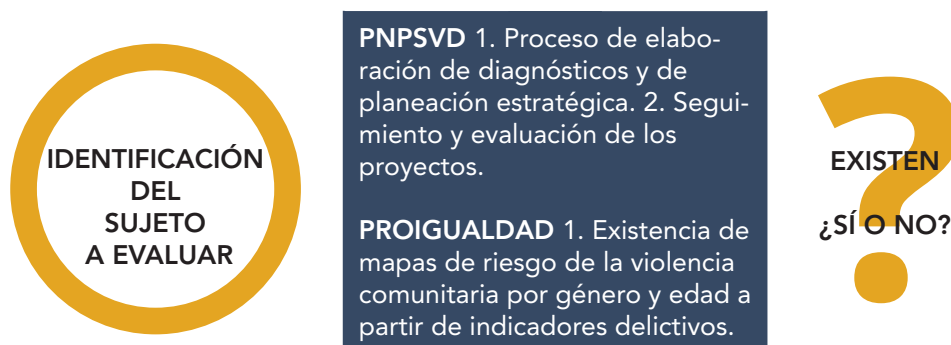 IDENTIFICACIÓN
DEL
SUJETO
A EVALUAR
PNPSVD 1. Proceso de elabo-
ración de diagnósticos y de
planeación estratégica. 2. Segui-
miento y evaluación de los
proyectos.
PROIGUALDAD 1. Existencia de
mapas de riesgo de la violencia
comunitaria por género y edad a
partir de indicadores delictivos.
?
EXISTEN
¿SÍ O NO?